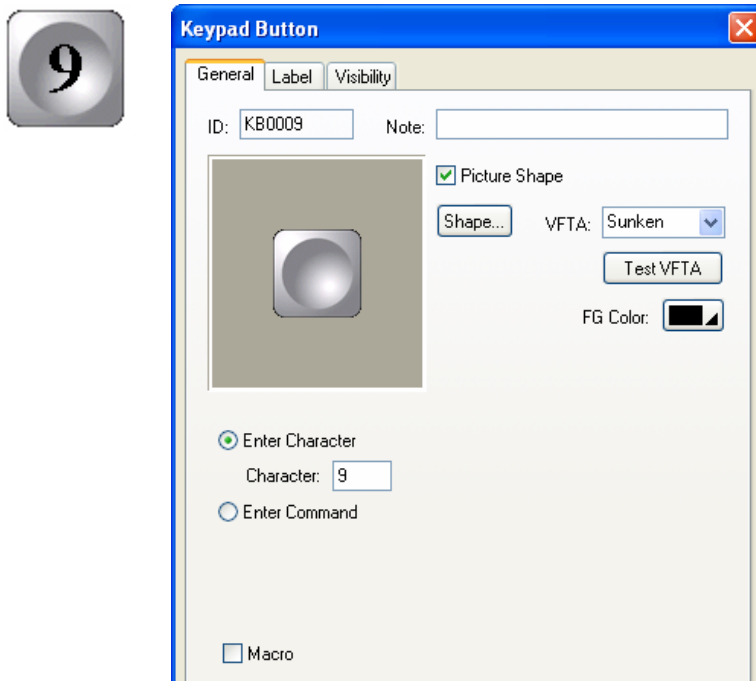 9
Keypad Button
General Label Visibility
ID: KB0009 Note:
Picture Shape
Shape... VFTA: Sunken
Test VFTA
FG Color:
Enter Character
Character: 9
Enter Command
Macro